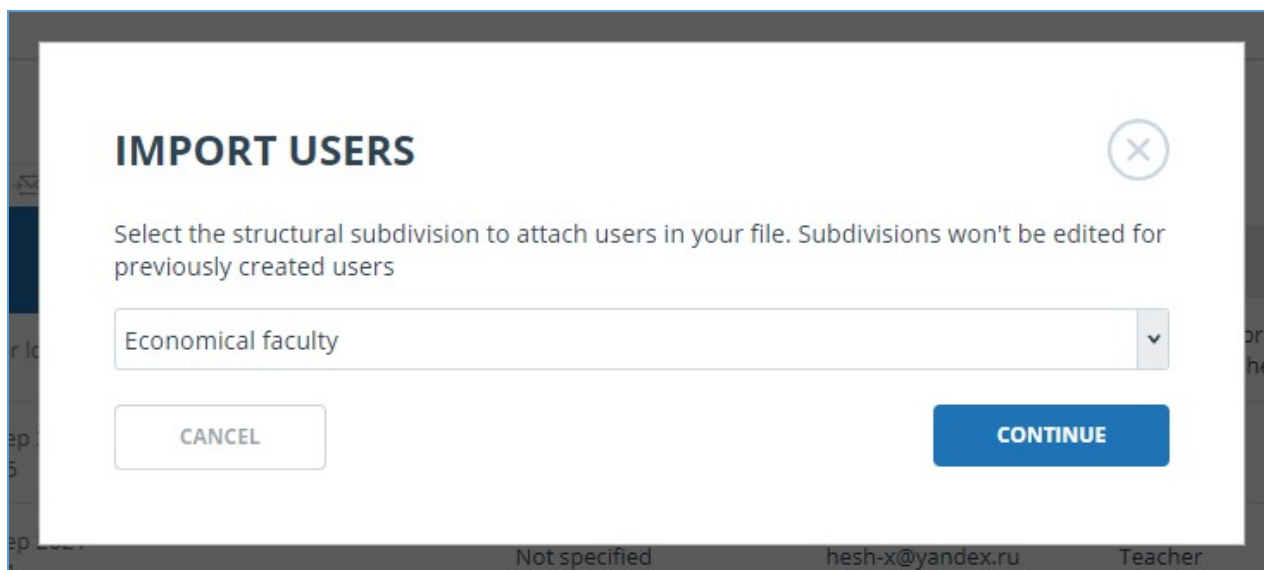 IMPORT USERS
Select the structural subdivision to attach users in your file. Subdivisions won't be edited for
previously created users
Economical faculty
CANCEL
CONTINUE
Not specified hesh-x@yandex.ru Teacher